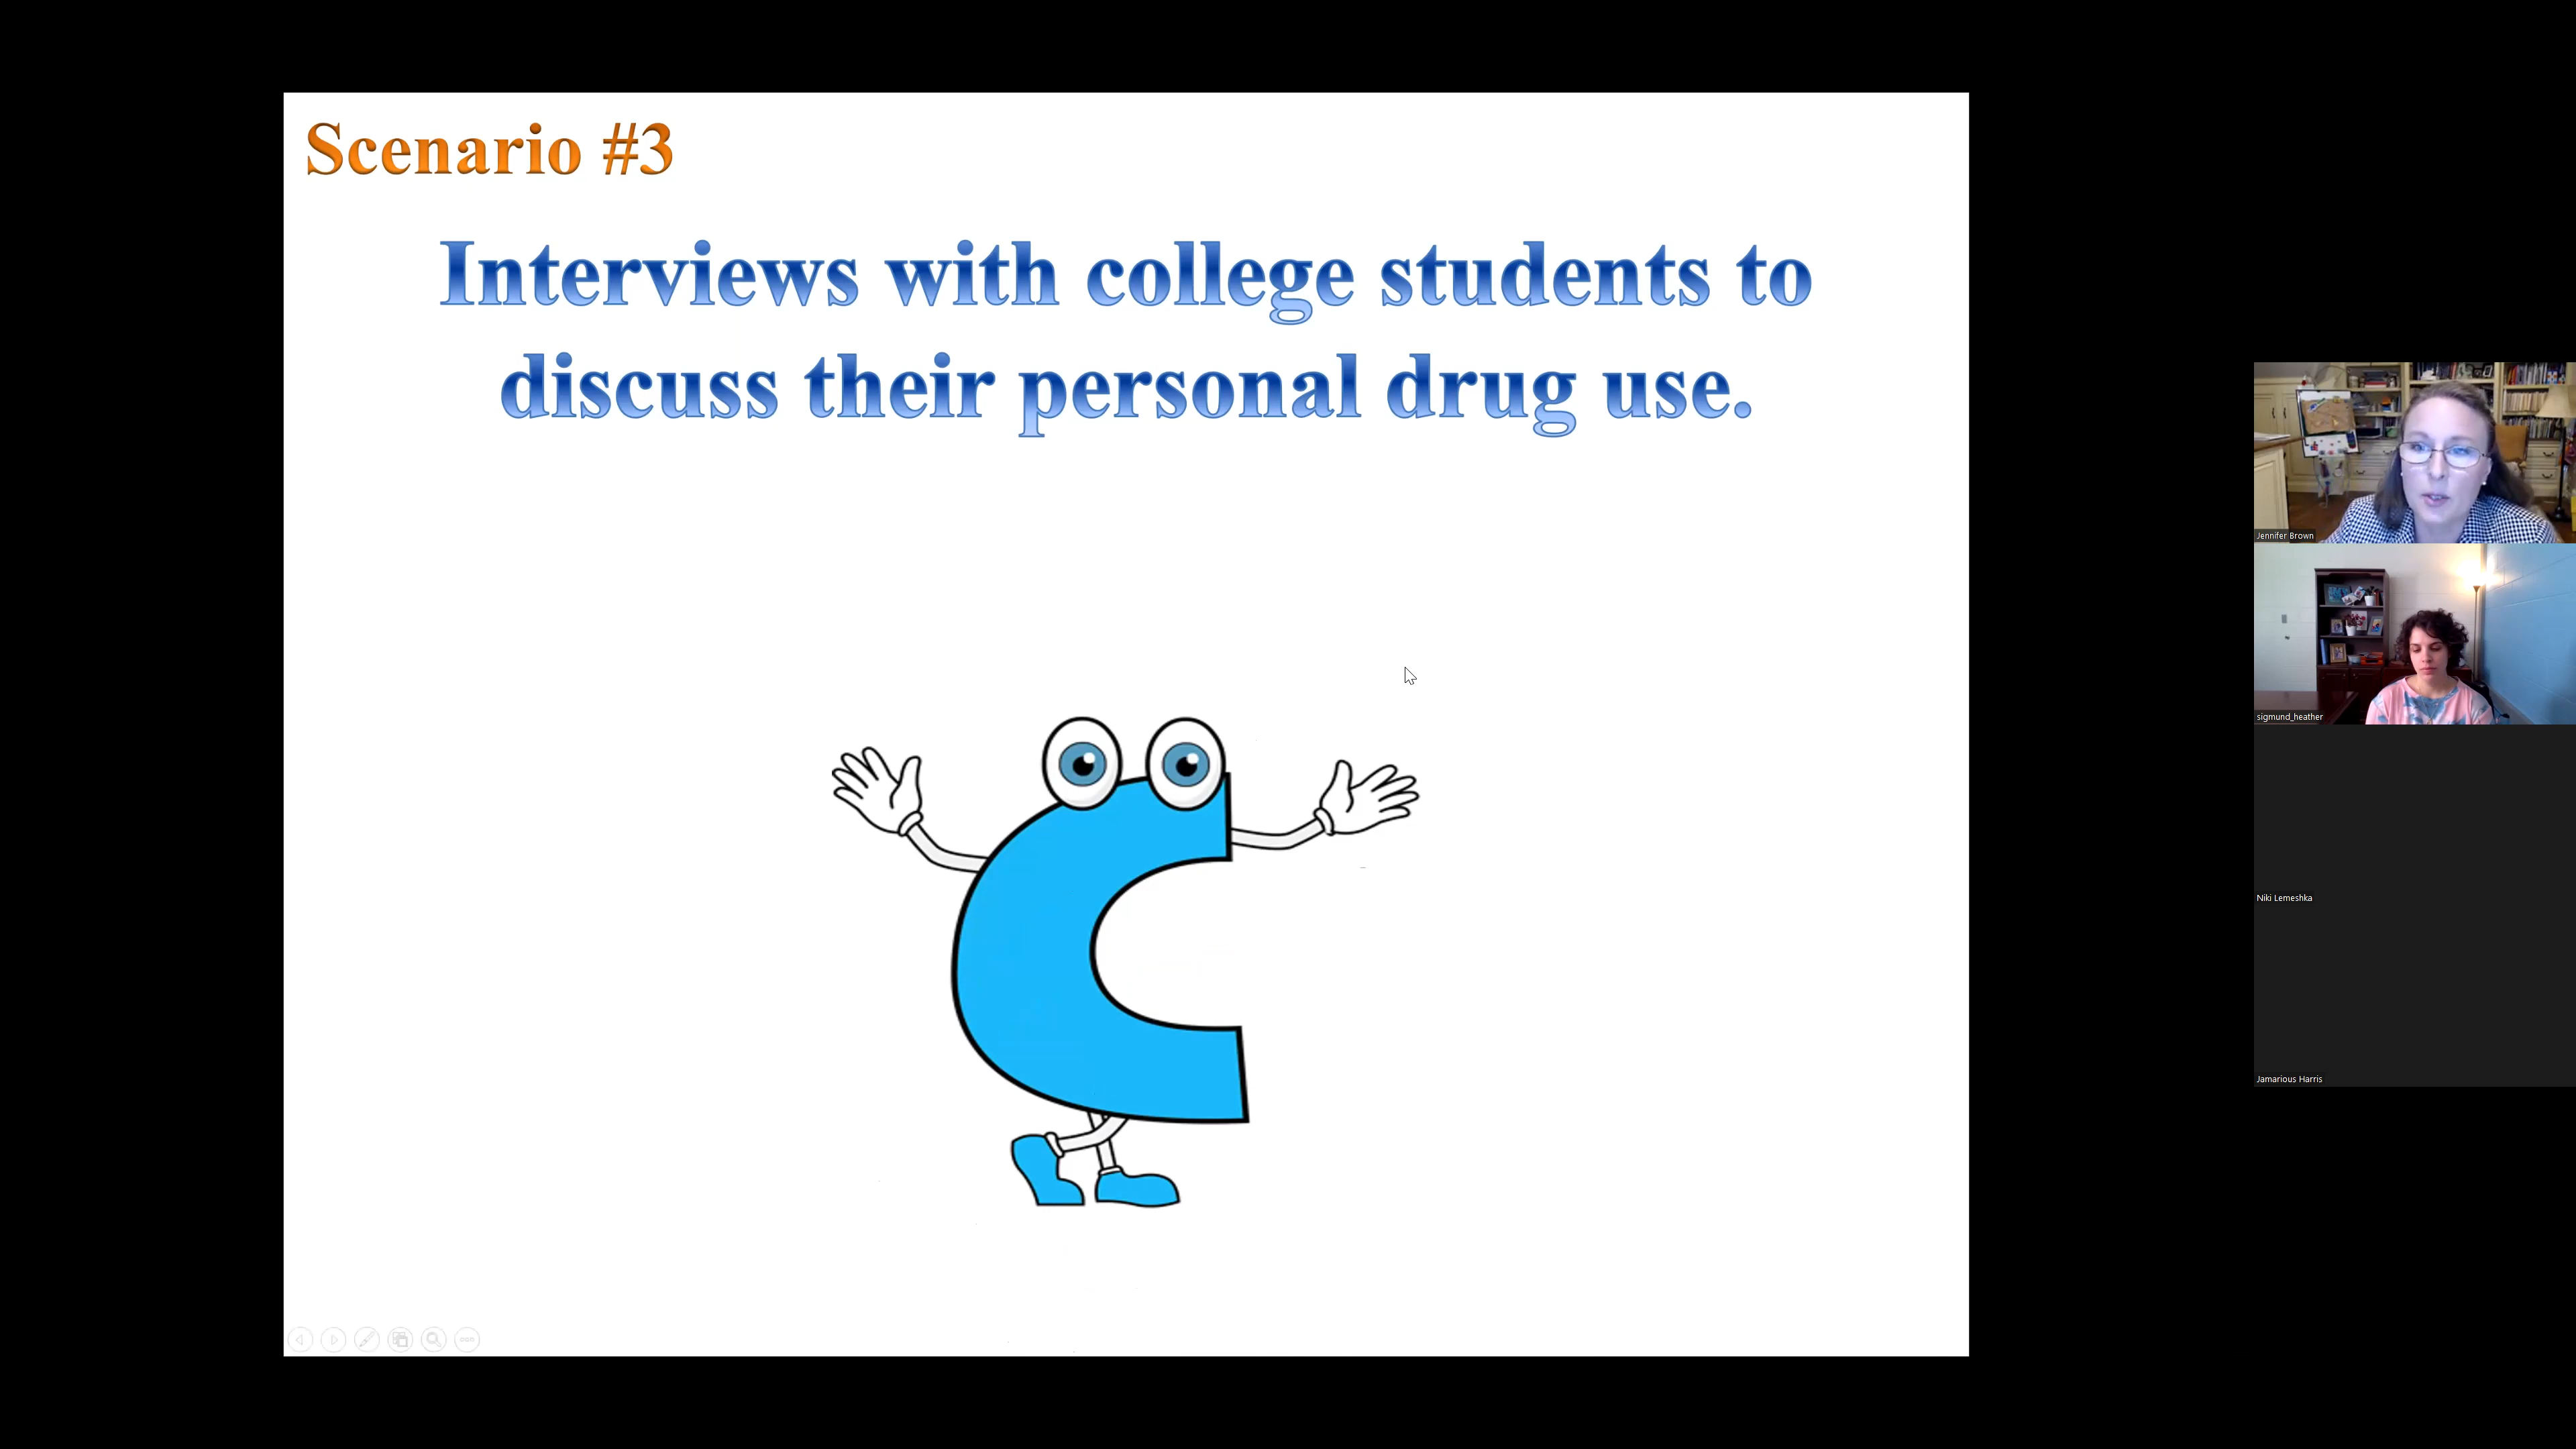 Scenario #3
Interviews with college students to
discuss their personal drug use.
C
Jennifer Brown
sigmund_heather
Niki Lemeshka
Jamarious Harris